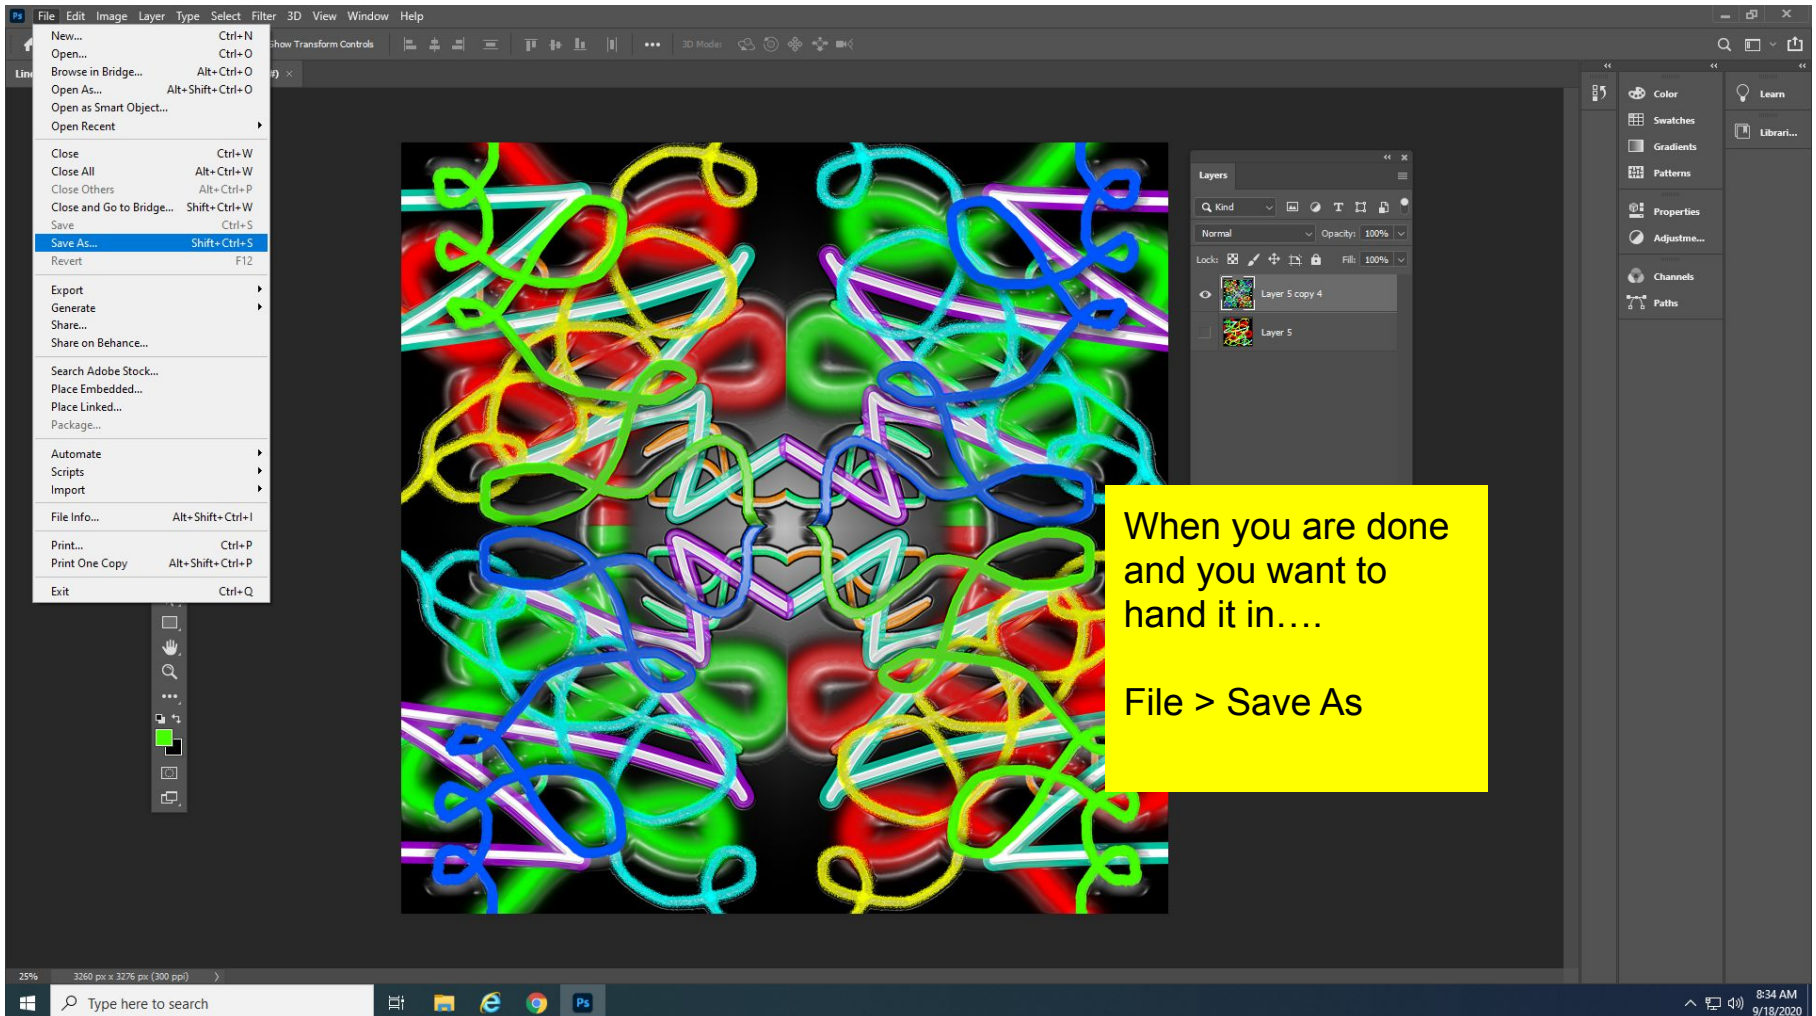 Ps File Edit Image Layer Type Select Filter 3D View Window Help
Show Transform Controls
3D Mode:
#) ×
New... Ctrl+N
Open... Ctrl+O
Browse in Bridge... Alt+Ctrl+O
Open As... Alt+Shift+Ctrl+O
Open as Smart Object...
Open Recent
Close Ctrl+W
Close All Alt+Ctrl+W
Close Others Alt+Ctrl+P
Close and Go to Bridge... Shift+Ctrl+W
Save Ctrl+S
Save As... Shift+Ctrl+S
Revert F12
Export
Generate
Share...
Share on Behance...
Search Adobe Stock...
Place Embedded...
Place Linked...
Package...
Automate
Scripts
Import
File Info... Alt+Shift+Ctrl+I
Print... Ctrl+P
Print One Copy Alt+Shift+Ctrl+P
Exit Ctrl+Q
Layers
Kind
Normal Opacity: 100%
Lock: Fill: 100%
Layer 5 copy 4
Layer 5
Color
Swatches
Gradients
Patterns
Properties
Adjustme...
Channels
Paths
Learn
Librari...
When you are done
and you want to
hand it in....
File > Save As
25% 3260 px x 3276 px (300 ppi)
Type here to search
Ps
8:34 AM
9/18/2020